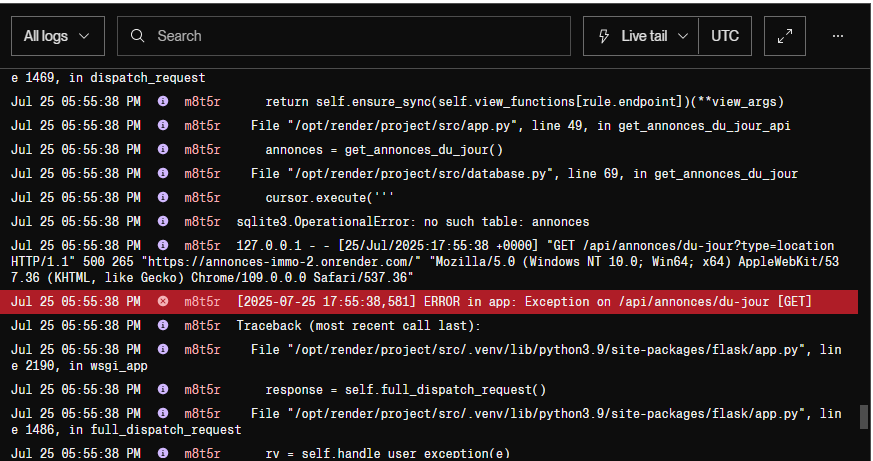 All logs
Search
Live tail
UTC
e 1469, in dispatch_request
Jul 25 05:55:38 PM m8t5r return self.ensure_sync(self.view_functions[rule.endpoint])(**view_args)
Jul 25 05:55:38 PM m8t5r File "/opt/render/project/src/app.py", line 49, in get_annonces_du_jour_api
Jul 25 05:55:38 PM m8t5r annonces = get_annonces_du_jour()
Jul 25 05:55:38 PM m8t5r File "/opt/render/project/src/database.py", line 69, in get_annonces_du_jour
Jul 25 05:55:38 PM m8t5r cursor.execute('''
Jul 25 05:55:38 PM m8t5r sqlite3.OperationalError: no such table: annonces
Jul 25 05:55:38 PM m8t5r 127.0.0.1 - - [25/Jul/2025:17:55:38 +0000] "GET /api/annonces/du-jour?type=location
HTTP/1.1" 500 265 "https://annonces-immo-2.onrender.com/" "Mozilla/5.0 (Windows NT 10.0; Win64; x64) AppleWebKit/53
7.36 (KHTML, like Gecko) Chrome/109.0.0.0 Safari/537.36"
Jul 25 05:55:38 PM m8t5r [2025-07-25 17:55:38,581] ERROR in app: Exception on /api/annonces/du-jour [GET]
Jul 25 05:55:38 PM m8t5r Traceback (most recent call last):
Jul 25 05:55:38 PM m8t5r File "/opt/render/project/src/.venv/lib/python3.9/site-packages/flask/app.py", lin
e 2190, in wsgi_app
Jul 25 05:55:38 PM m8t5r response = self.full_dispatch_request()
Jul 25 05:55:38 PM m8t5r File "/opt/render/project/src/.venv/lib/python3.9/site-packages/flask/app.py", lin
e 1486, in full_dispatch_request
Jul 25 05:55:38 PM m8t5r rv = self.handle_user_exception(e)